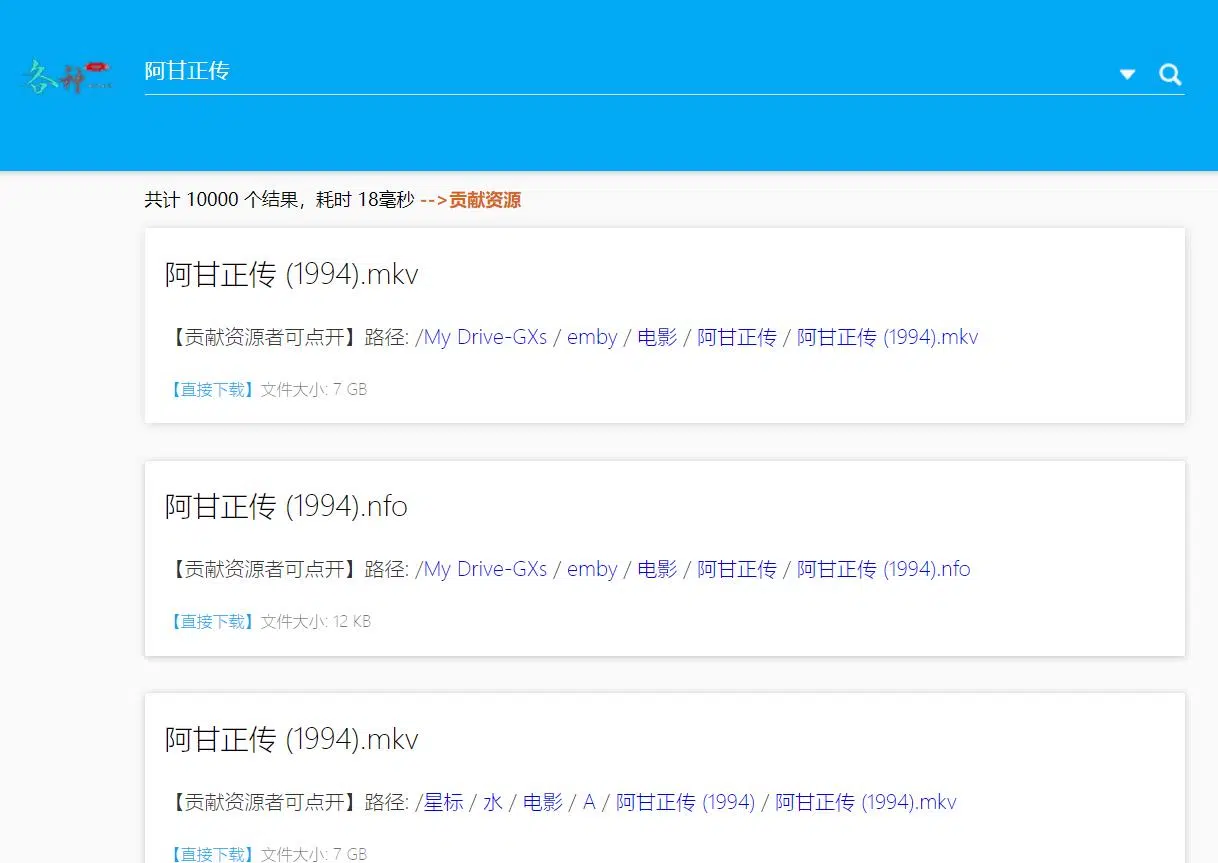 各种
阿甘正传
共计 10000 个结果，耗时 18毫秒 -->贡献资源
阿甘正传 (1994).mkv
【贡献资源者可点开】路径: /My Drive-GXs / emby / 电影 / 阿甘正传 / 阿甘正传 (1994).mkv
【直接下载】文件大小: 7 GB
阿甘正传 (1994).nfo
【贡献资源者可点开】路径: /My Drive-GXs / emby / 电影 / 阿甘正传 / 阿甘正传 (1994).nfo
【直接下载】文件大小: 12 KB
阿甘正传 (1994).mkv
【贡献资源者可点开】路径: /星标 / 水 / 电影 / A / 阿甘正传 (1994) / 阿甘正传 (1994).mkv
【直接下载】文件大小: 7 GB